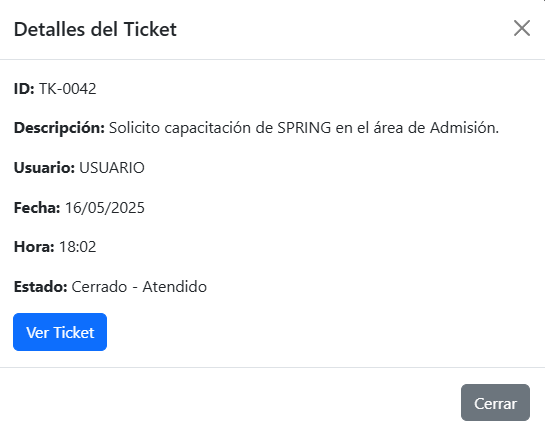 Detalles del Ticket
ID: TK-0042
Descripción: Solicito capacitación de SPRING en el área de Admisión.
Usuario: USUARIO
Fecha: 16/05/2025
Hora: 18:02
Estado: Cerrado - Atendido
Ver Ticket
Cerrar